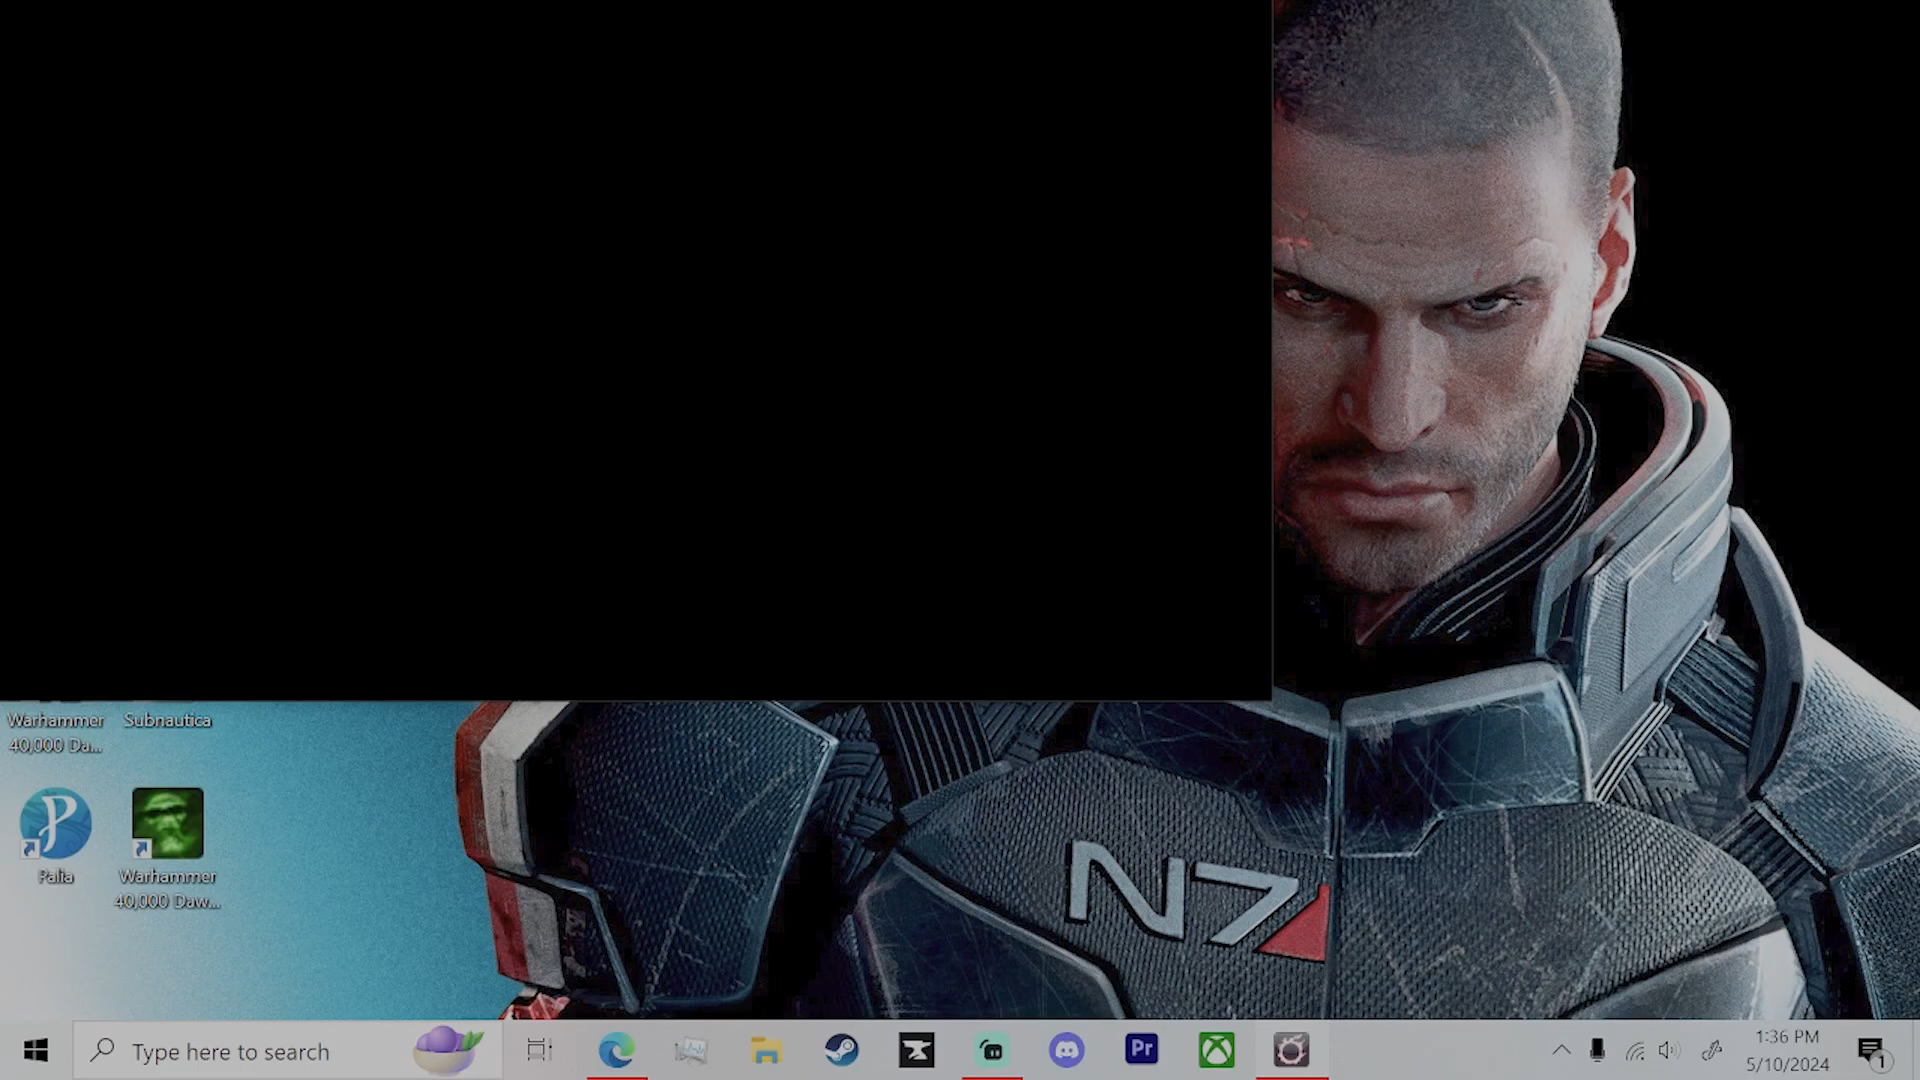 Warhammer
40,000 Da...
Subnautica
Palia
Warhammer
40,000 Daw...
N7
Type here to search
Pr
1:36 PM
5/10/2024
1